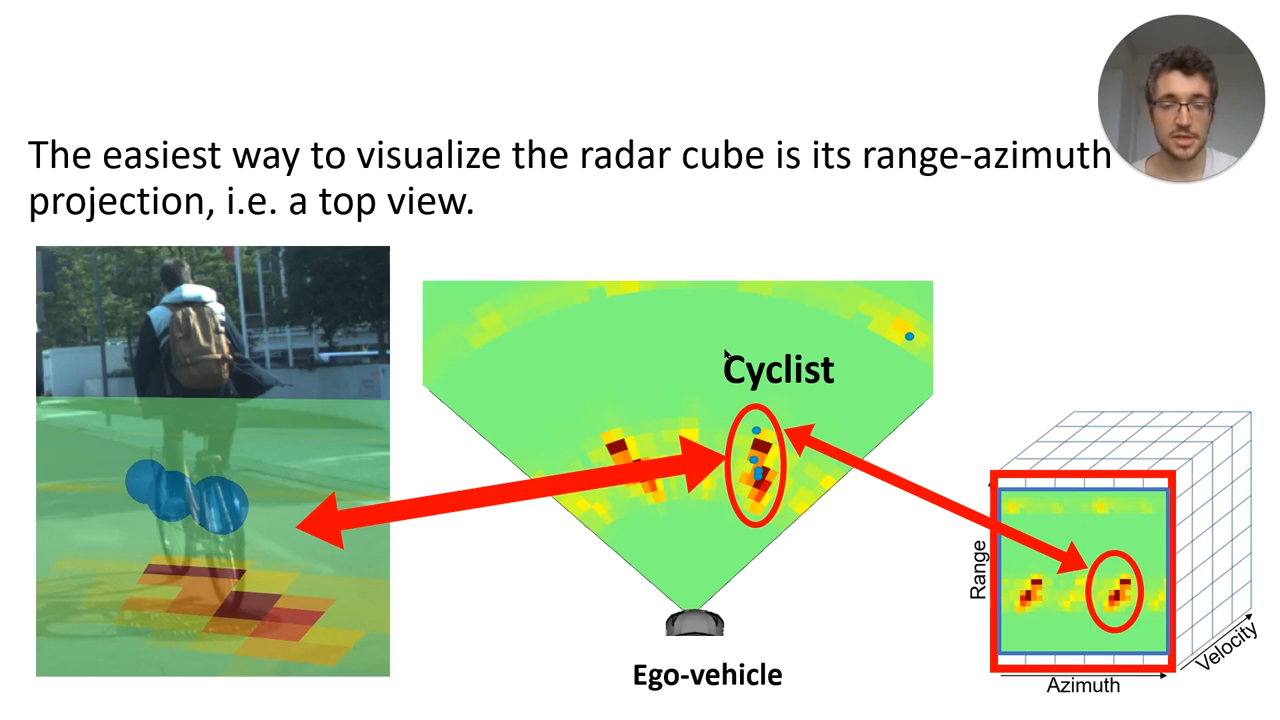 The easiest way to visualize the radar cube is its range-azimuth
projection, i.e. a top view.
Cyclist
Ego-vehicle
Range
Azimuth
Velocity